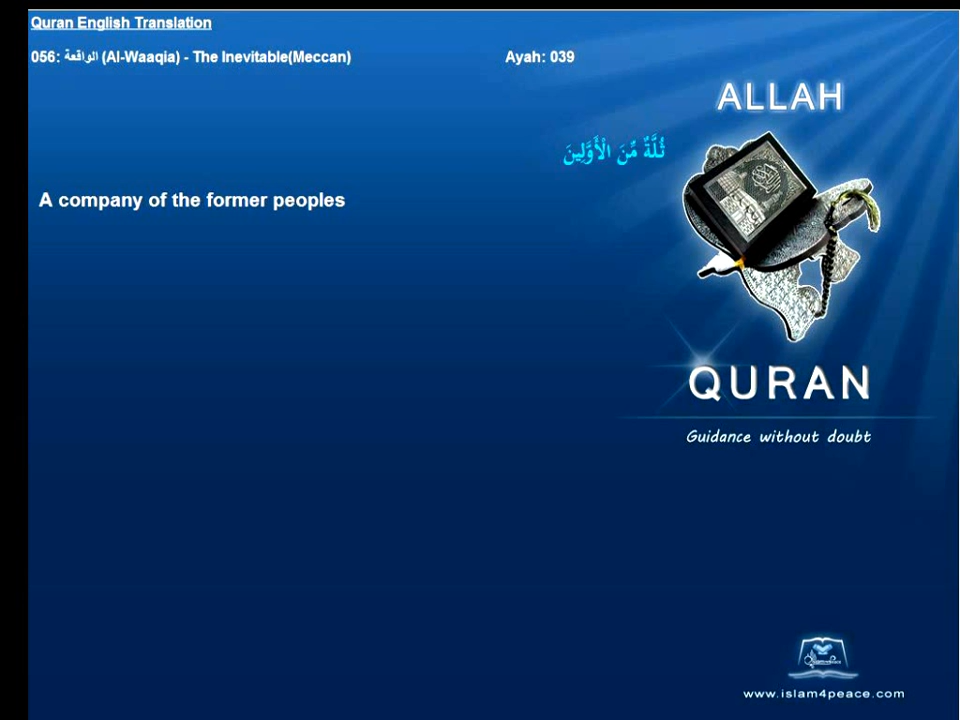 Quran English Translation
056: الواقعة (Al-Waaqia) - The Inevitable(Meccan) Ayah: 039
ALLAH
ثُلَّةٌ مِّنَ الْأَوَّلِينَ
A company of the former peoples
QURAN
Guidance without doubt
www.islam4peace.com